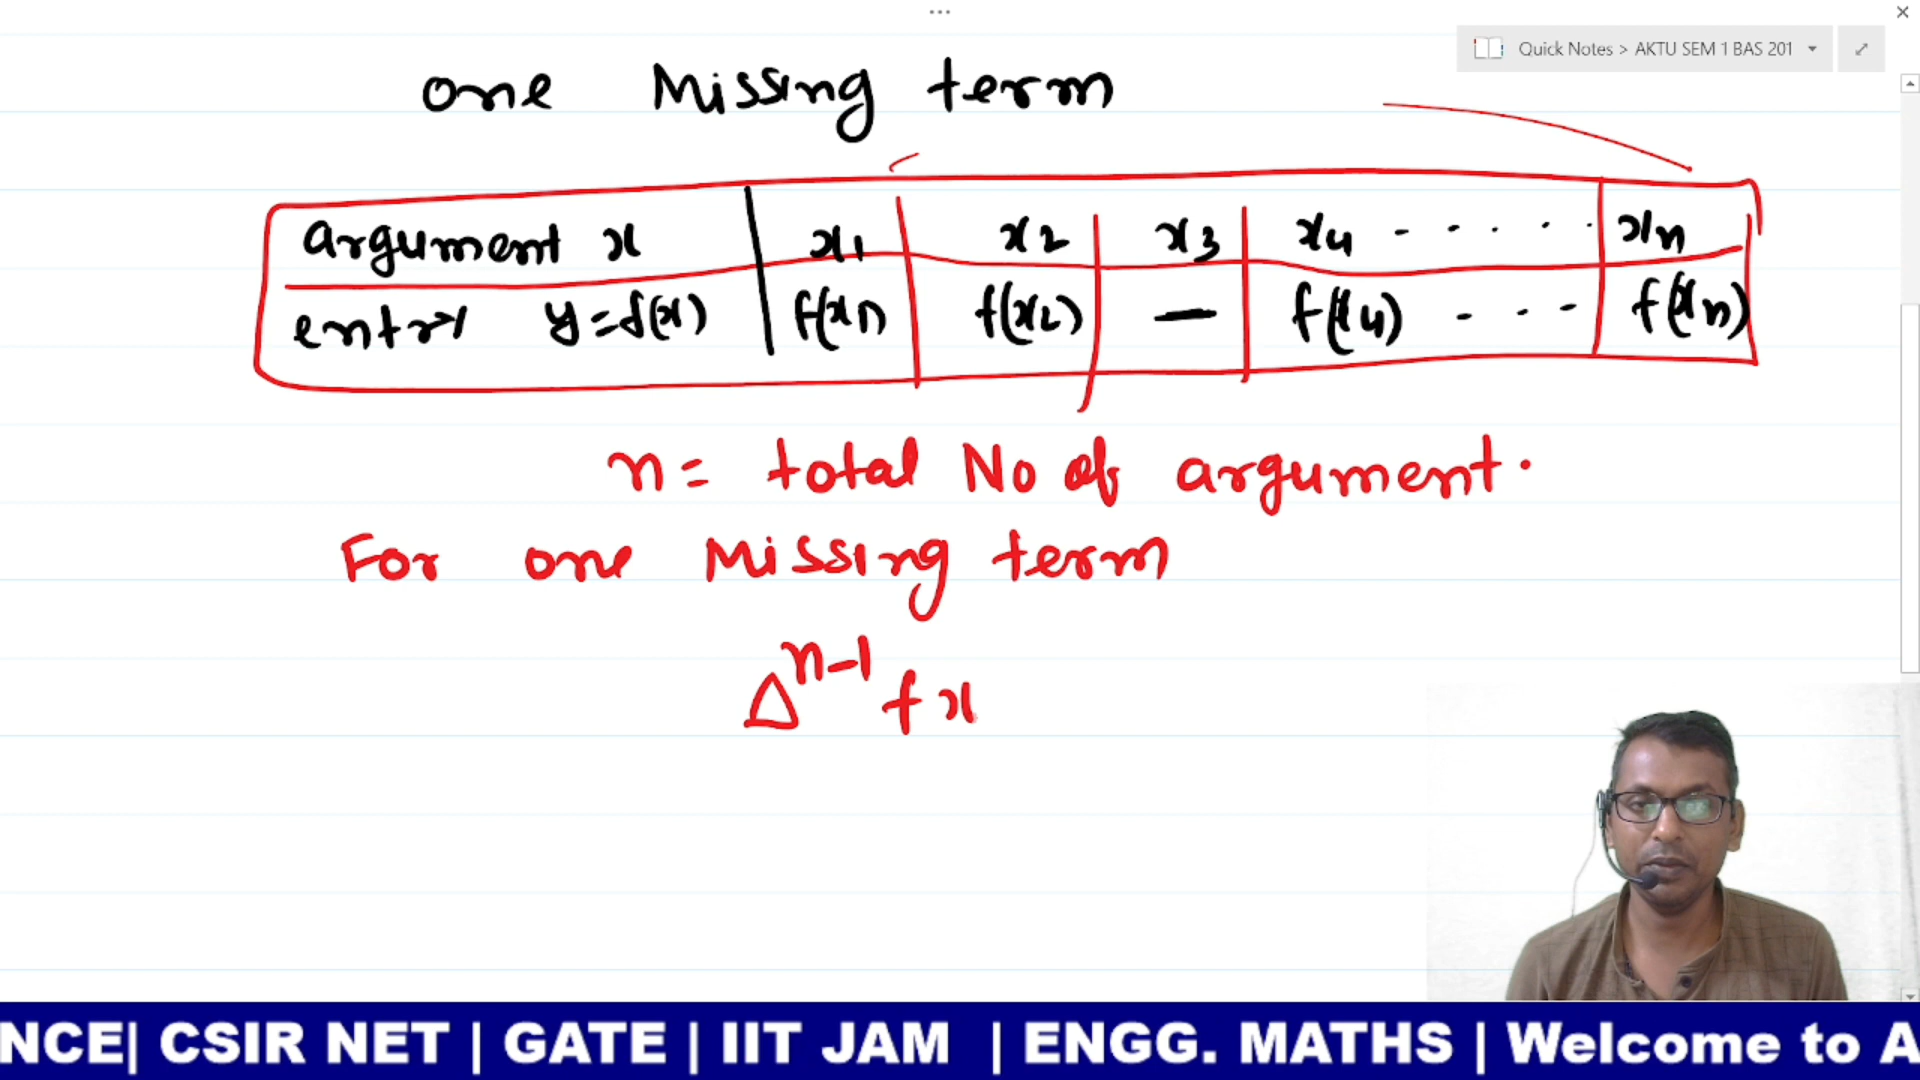 Quick Notes > AKTU SEM 1 BAS 201
one Missing term
argument x x1 x2 x3 x4 - · · · · · xn
entry y=f(x) f(x1) f(x2) — f(x4) - · · - f(xn)
n = total No of argument.
For one Missing term
Δ^n-1 f x
NCE| CSIR NET | GATE | IIT JAM | ENGG. MATHS | Welcome to A